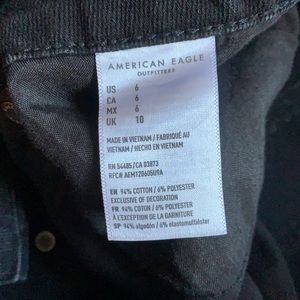 AMERICAN EAGLE
OUTFITTERS
US 6
CA 6
MX 6
UK 10
MADE IN VIETNAM / FABRIQUÉ AU
VIETNAM / HECHO EN VIETNAM
RN 54485/CA 03873
RFC# AEM120605U9A
EN 94% COTTON / 6% POLYESTER
EXCLUSIVE OF DECORATION
FR 94% COTTON / 6% POLYESTER
À L'EXCEPTION DE LA GARNITURE
SP 94% algodón / 6% elastomultiéster